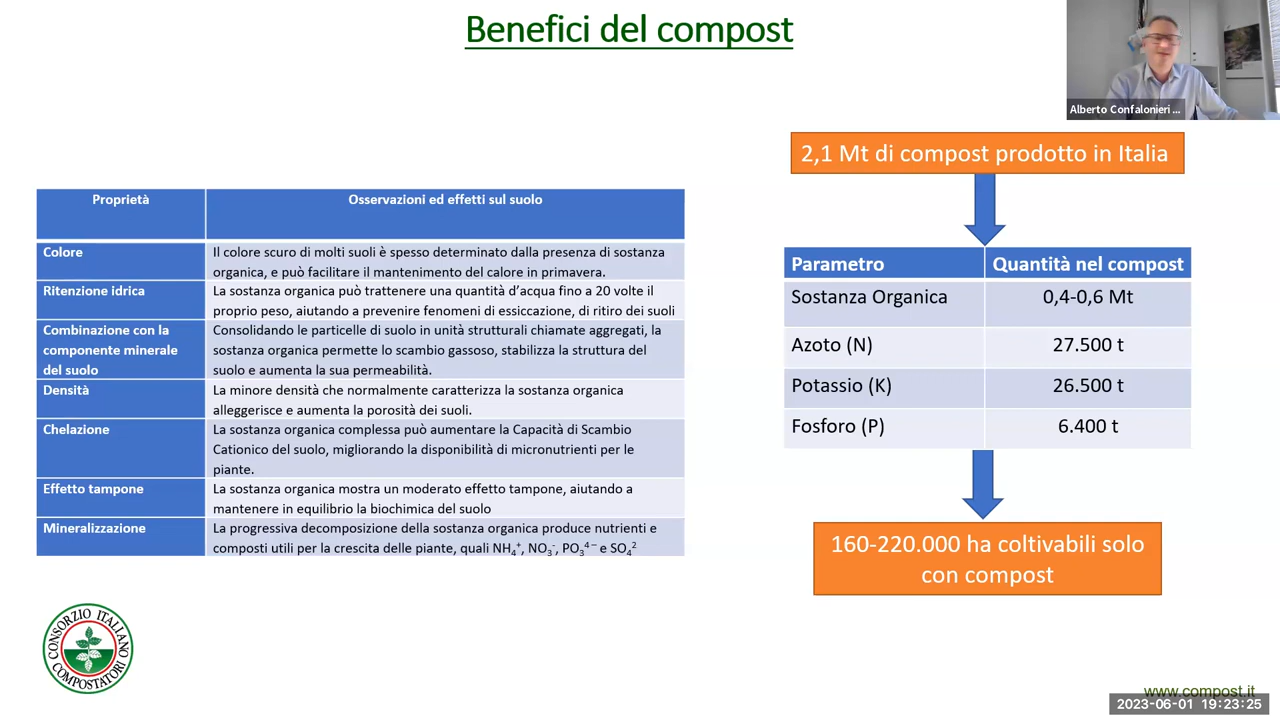 Benefici del compost
Alberto Confalonieri ...
Proprietà
Osservazioni ed effetti sul suolo
Colore
Il colore scuro di molti suoli è spesso determinato dalla presenza di sostanza
organica, e può facilitare il mantenimento del calore in primavera.
Ritenzione idrica
La sostanza organica può trattenere una quantità d'acqua fino a 20 volte il
proprio peso, aiutando a prevenire fenomeni di essiccazione, di ritiro dei suoli
Combinazione con la
componente minerale
del suolo
Consolidando le particelle di suolo in unità strutturali chiamate aggregati, la
sostanza organica permette lo scambio gassoso, stabilizza la struttura del
suolo e aumenta la sua permeabilità.
Densità
La minore densità che normalmente caratterizza la sostanza organica
alleggerisce e aumenta la porosità dei suoli.
Chelazione
La sostanza organica complessa può aumentare la Capacità di Scambio
Cationico del suolo, migliorando la disponibilità di micronutrienti per le
piante.
Effetto tampone
La sostanza organica mostra un moderato effetto tampone, aiutando a
mantenere in equilibrio la biochimica del suolo
Mineralizzazione
La progressiva decomposizione della sostanza organica produce nutrienti e
composti utili per la crescita delle piante, quali NH₄⁺, NO₃⁻, PO₃⁴⁻ e SO₄²
2,1 Mt di compost prodotto in Italia
Parametro
Quantità nel compost
Sostanza Organica
0,4-0,6 Mt
Azoto (N)
27.500 t
Potassio (K)
26.500 t
Fosforo (P)
6.400 t
160-220.000 ha coltivabili solo
con compost
CONSORZIO ITALIANO
COMPOSTATORI
www.compost.it
2023-06-01 19:23:25